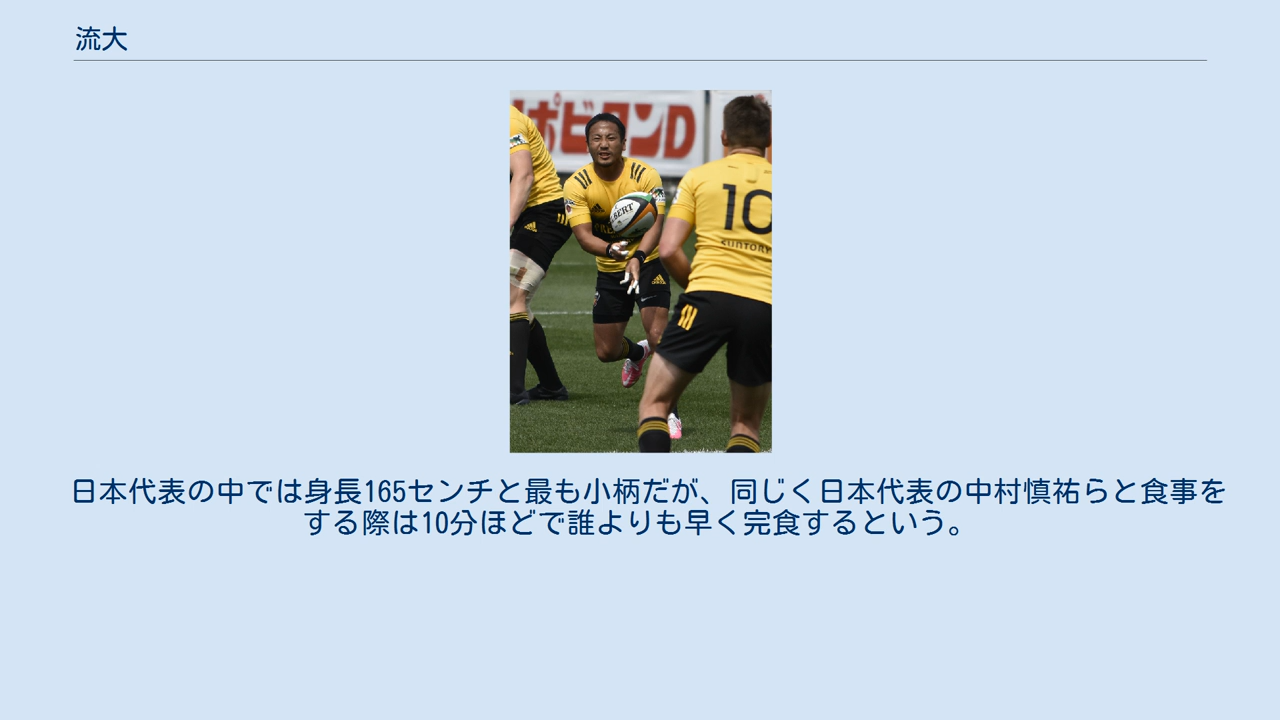 流大
ポビタンD
BERT
10
SUNTORY
日本代表の中では身長165センチと最も小柄だが、同じく日本代表の中村慎祐らと食事を
する際は10分ほどで誰よりも早く完食するという。